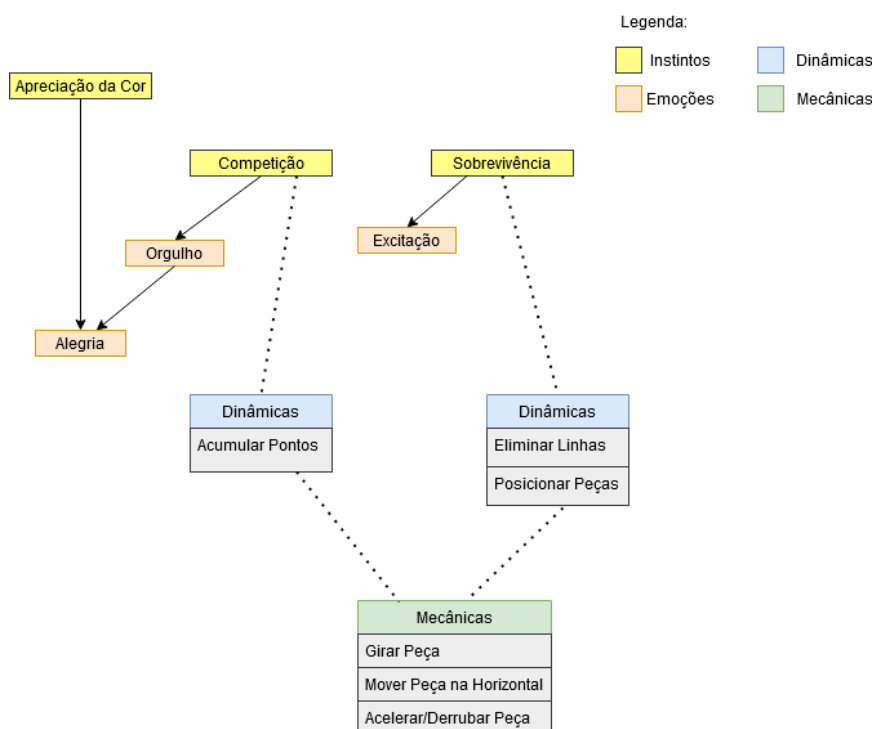 Legenda:
Instintos
Dinâmicas
Emoções
Mecânicas
Apreciação da Cor
Competição
Sobrevivência
Orgulho
Excitação
Alegria
Dinâmicas
Acumular Pontos
Dinâmicas
Eliminar Linhas
Posicionar Peças
Mecânicas
Girar Peça
Mover Peça na Horizontal
Acelerar/Derrubar Peça